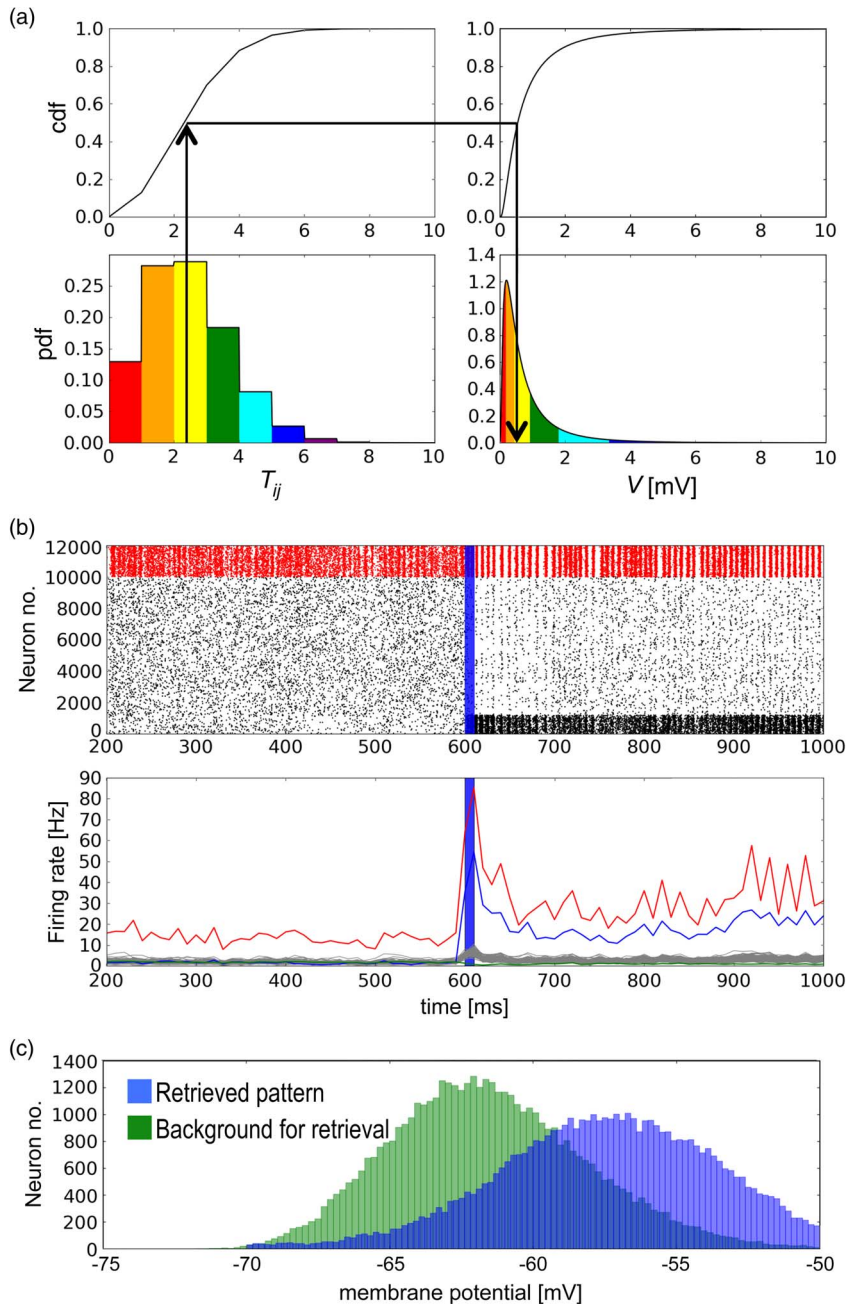 (a)
cdf
1.0
0.8
0.6
0.4
0.2
0.0
0 2 4 6 8 10
1.0
0.8
0.6
0.4
0.2
0.0
0 2 4 6 8 10
pdf
0.25
0.20
0.15
0.10
0.05
0.00
0 2 4 6 8 10
Tij
1.4
1.2
1.0
0.8
0.6
0.4
0.2
0.0
0 2 4 6 8 10
V [mV]
(b)
Neuron no.
12000
10000
8000
6000
4000
2000
0
200 300 400 500 600 700 800 900 1000
Firing rate [Hz]
90
80
70
60
50
40
30
20
10
0
200 300 400 500 600 700 800 900 1000
time [ms]
(c)
Neuron no.
1400
1200
1000
800
600
400
200
0
Retrieved pattern
Background for retrieval
-75 -70 -65 -60 -55 -50
membrane potential [mV]